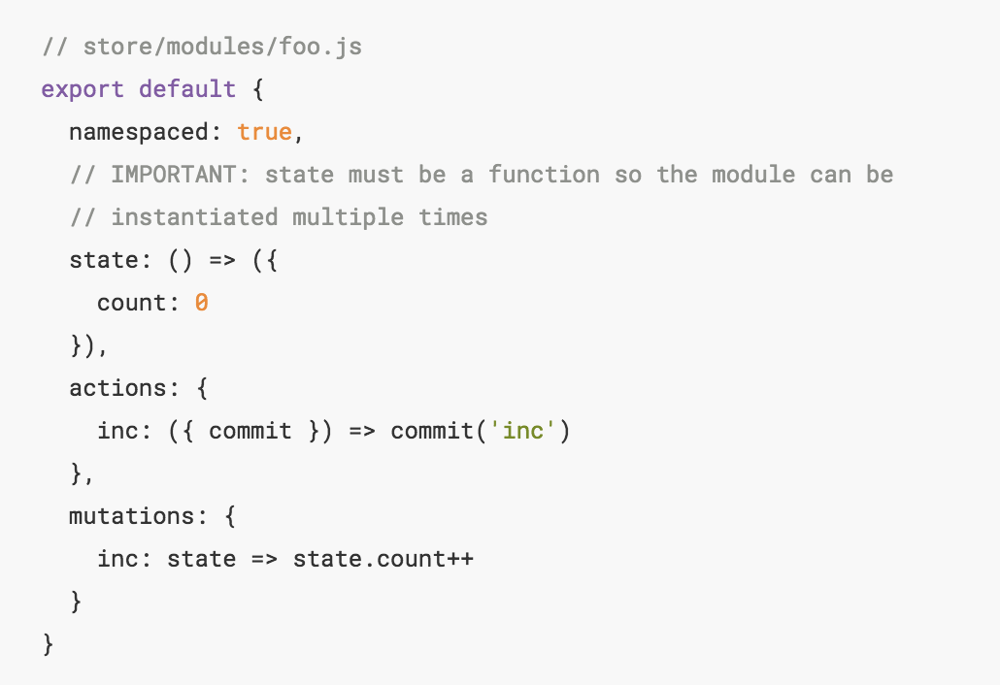 // store/modules/foo.js
export default {
  namespaced: true,
  // IMPORTANT: state must be a function so the module can be
  // instantiated multiple times
  state: () => ({
    count: 0
  }),
  actions: {
    inc: ({ commit }) => commit('inc')
  },
  mutations: {
    inc: state => state.count++
  }
}